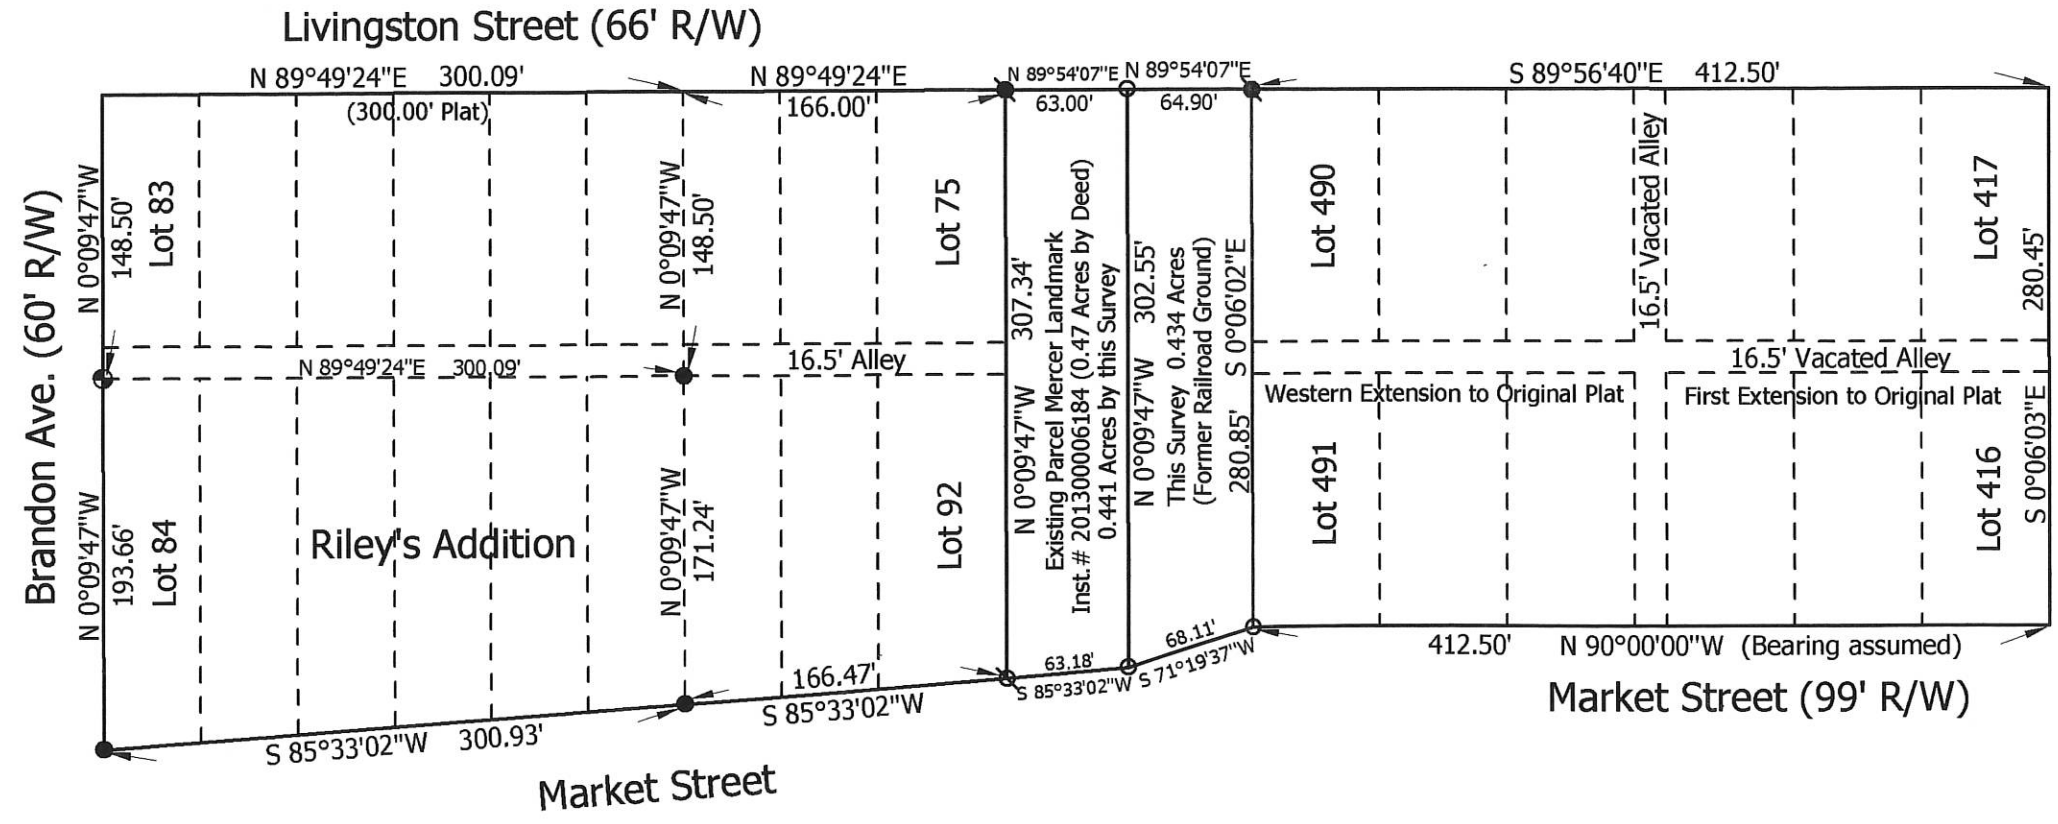 Livingston Street (66' R/W)
N 89°49'24"E 300.09'
(300.00' Plat)
N 89°49'24"E
166.00'
N 89°54'07"E
63.00'
N 89°54'07"E
64.90'
S 89°56'40"E 412.50'
Brandon Ave. (60' R/W)
N 0°09'47"W
148.50'
Lot 83
N 0°09'47"W
148.50'
Lot 75
N 89°49'24"E 300.09'
16.5' Alley
N 0°09'47"W
193.66'
Lot 84
Riley's Addition
N 0°09'47"W
171.24'
Lot 92
N 0°09'47"W 307.34'
Existing Parcel Mercer Landmark
Inst.# 201300006184 (0.47 Acres by Deed)
0.441 Acres by this Survey
N 0°09'47"W 302.55'
This Survey 0.434 Acres
(Former Railroad Ground)
280.85' S 0°06'02"E
Lot 490
16.5' Vacated Alley
Lot 417
280.45'
16.5' Vacated Alley
Western Extension to Original Plat
First Extension to Original Plat
Lot 491
Lot 416
S 0°06'03"E
166.47'
S 85°33'02"W
S 85°33'02"W 300.93'
63.18'
S 85°33'02"W
68.11'
S 71°19'37"W
412.50' N 90°00'00"W (Bearing assumed)
Market Street (99' R/W)
Market Street